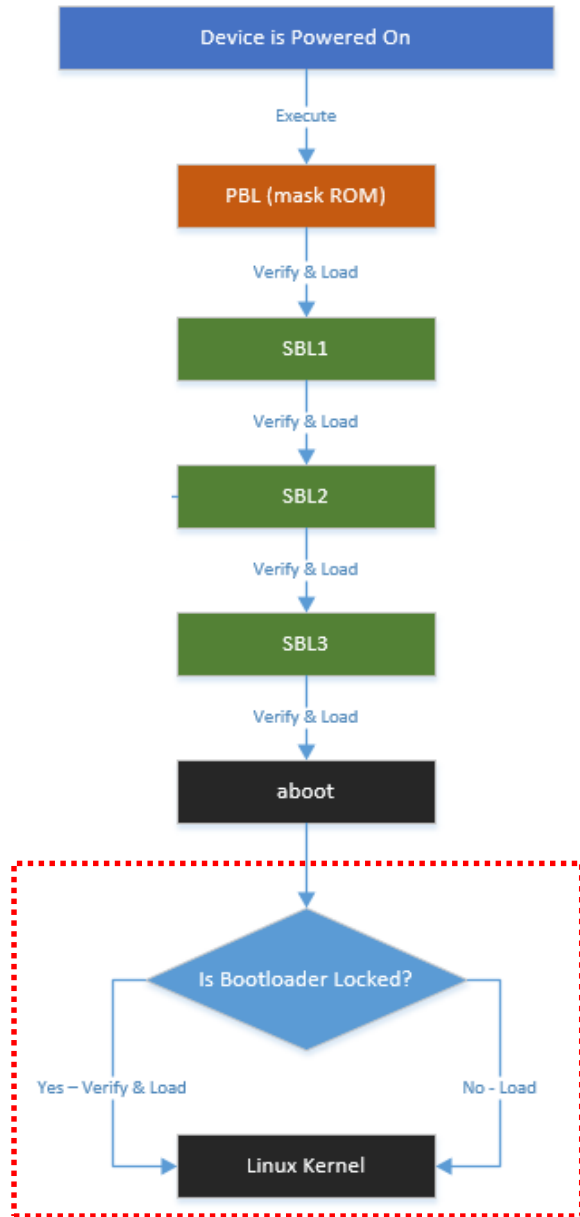 Device is Powered On
Execute
PBL (mask ROM)
Verify & Load
SBL1
Verify & Load
SBL2
Verify & Load
SBL3
Verify & Load
aboot
Is Bootloader Locked?
Yes – Verify & Load
No - Load
Linux Kernel